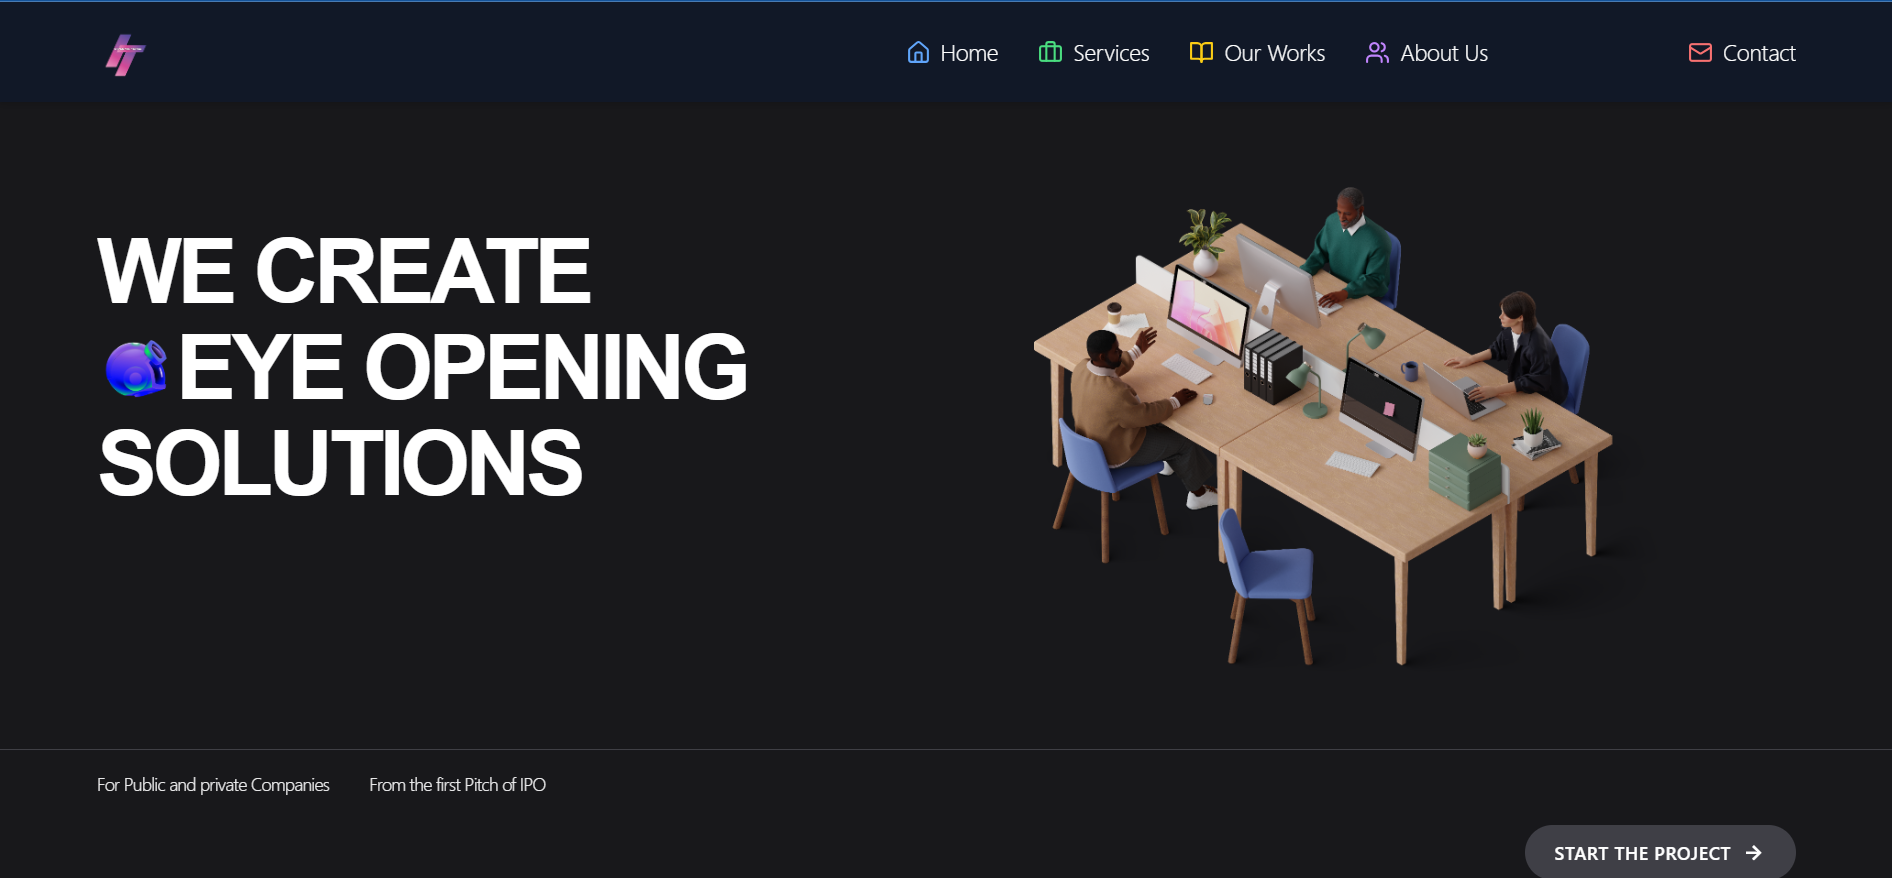 Home
Services
Our Works
About Us
Contact
WE CREATE
EYE OPENING
SOLUTIONS
For Public and private Companies
From the first Pitch of IPO
START THE PROJECT